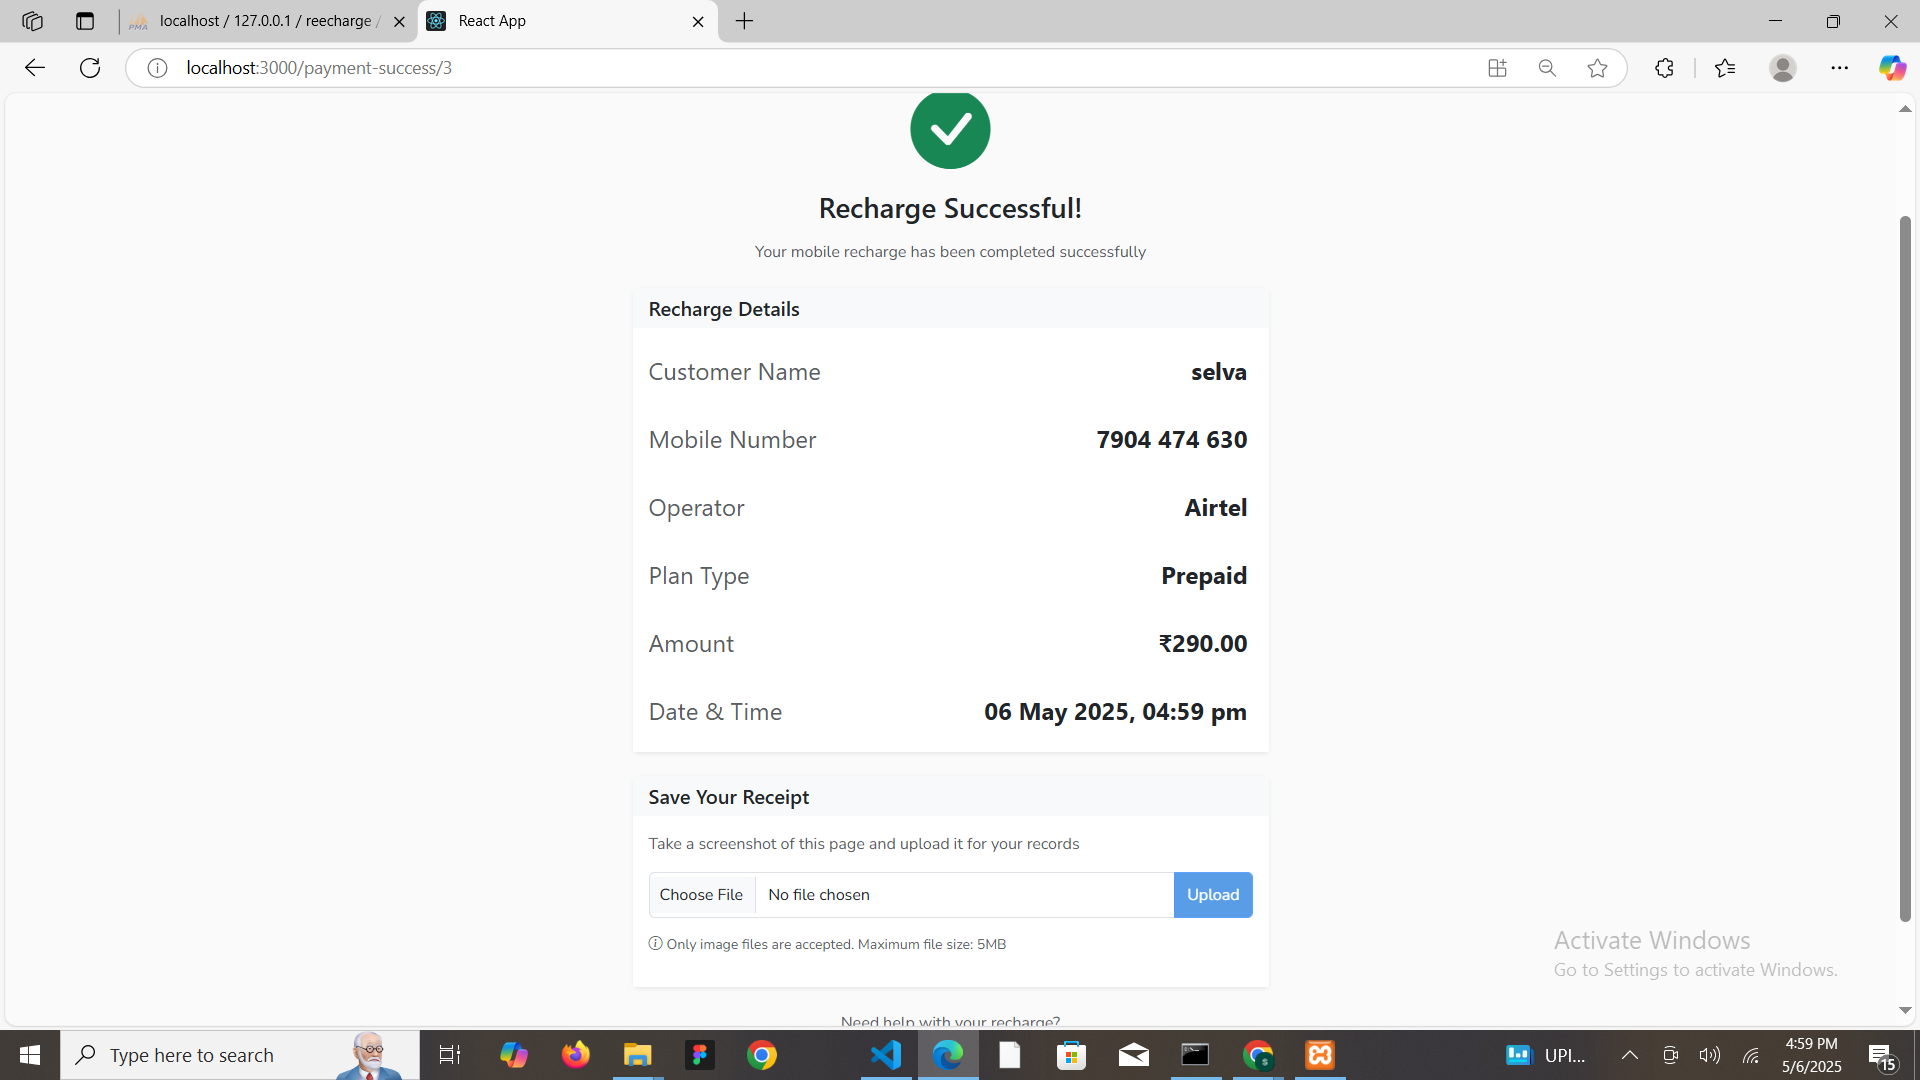 PMA
localhost / 127.0.0.1 / reecharge /
React App
localhost:3000/payment-success/3
Recharge Successful!
Your mobile recharge has been completed successfully
Recharge Details
Customer Name selva
Mobile Number 7904 474 630
Operator Airtel
Plan Type Prepaid
Amount ₹290.00
Date & Time 06 May 2025, 04:59 pm
Save Your Receipt
Take a screenshot of this page and upload it for your records
Choose File No file chosen Upload
Only image files are accepted. Maximum file size: 5MB
Need help with your recharge?
Activate Windows
Go to Settings to activate Windows.
Type here to search
UPI...
4:59 PM
5/6/2025
15